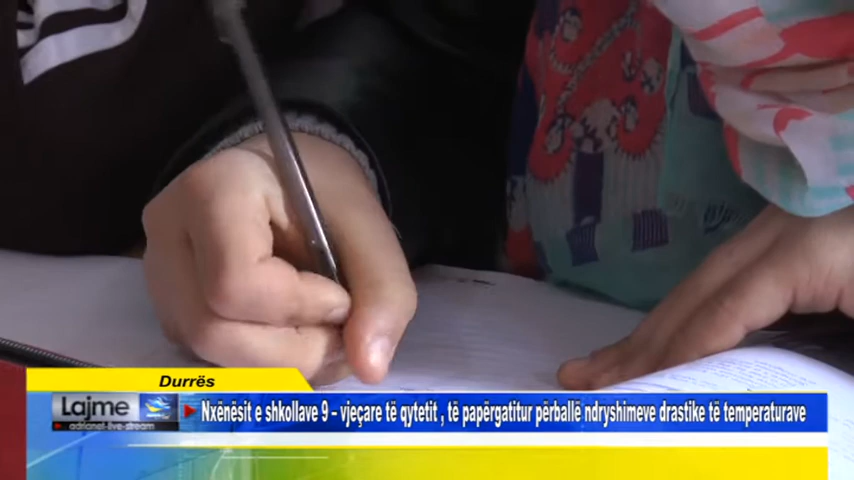 Durrës
Lajme
adrianet-live-stream
Nxënësit e shkollave 9 – vjeçare të qytetit , të papërgatitur përballë ndryshimeve drastike të temperaturave